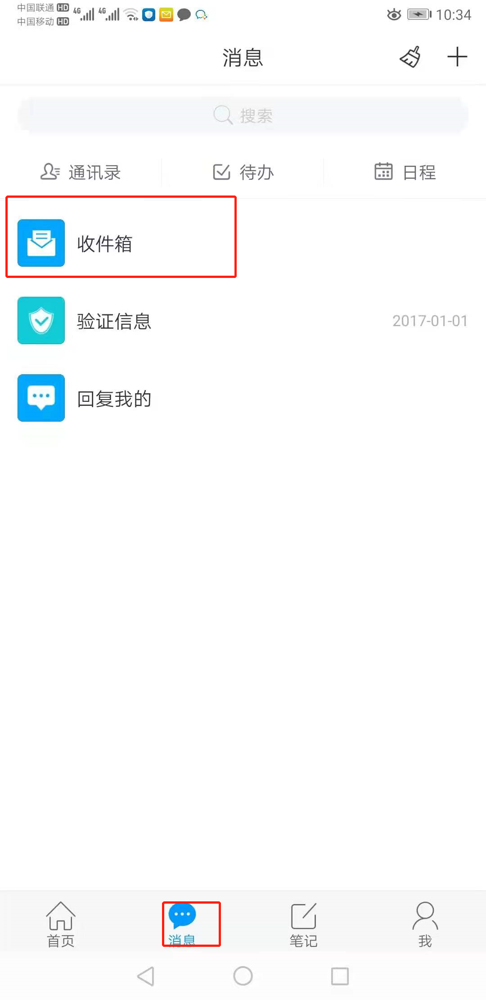 中国联通 HD 4G 4G 10:34
中国移动 HD
消息
搜索
通讯录 待办 日程
收件箱
验证信息 2017-01-01
回复我的
首页 消息 笔记 我